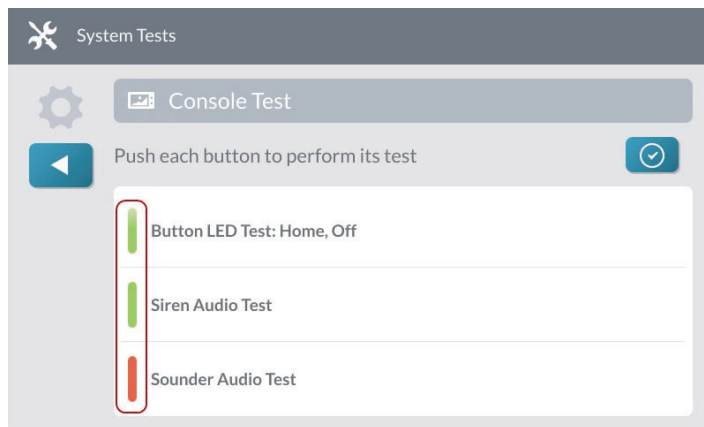 System Tests
Console Test
Push each button to perform its test
Button LED Test: Home, Off
Siren Audio Test
Sounder Audio Test